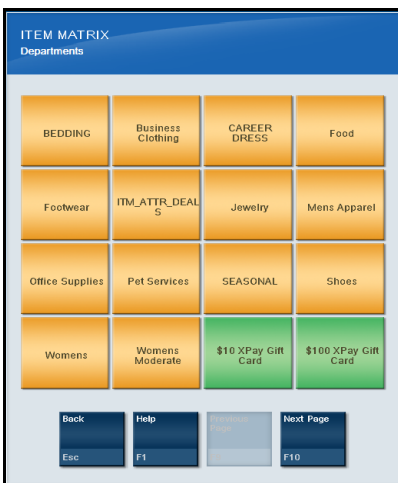 ITEM MATRIX
Departments
BEDDING
Business
Clothing
CAREER
DRESS
Food
Footwear
ITM_ATTR_DEAL
S
Jewelry
Mens Apparel
Office Supplies
Pet Services
SEASONAL
Shoes
Womens
Womens
Moderate
$10 XPay Gift
Card
$100 XPay Gift
Card
Back
Esc
Help
F1
Previous
Page
Next Page
F10